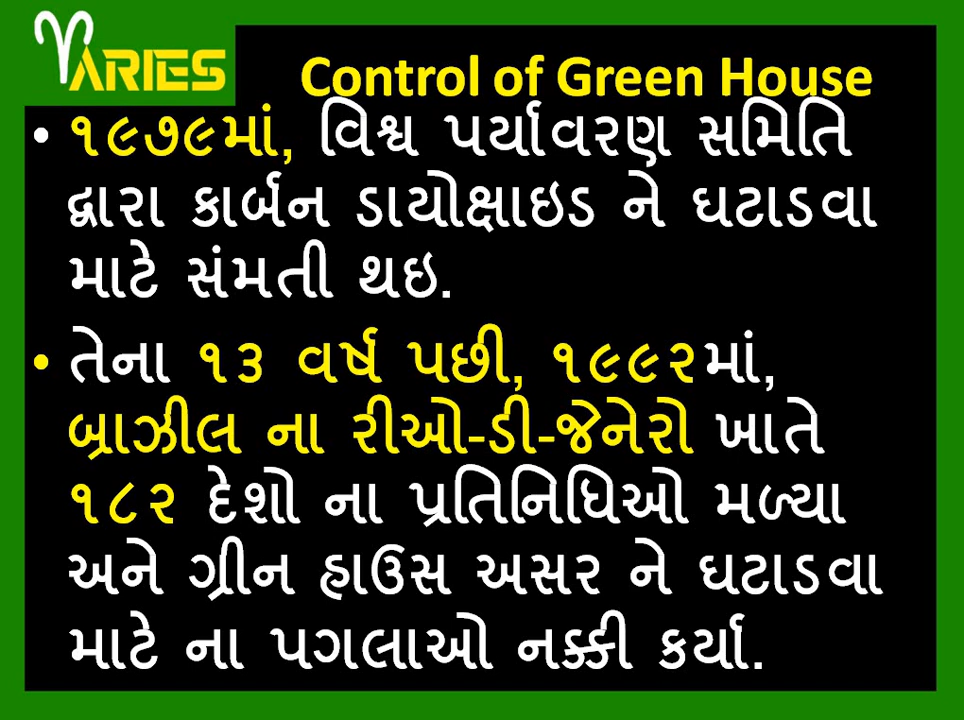 ARIES
Control of Green House
• ૧૯૭૯માં, વિશ્વ પર્યાવરણ સમિતિ
દ્વારા કાર્બન ડાયોક્ષાઇડ ને ઘટાડવા
માટે સંમતી થઇ.
• તેના ૧૩ વર્ષ પછી, ૧૯૯૨માં,
બ્રાઝીલ ના રીઓ-ડી-જેનેરો ખાતે
૧૮૨ દેશો ના પ્રતિનિધિઓ મળ્યા
અને ગ્રીન હાઉસ અસર ને ઘટાડવા
માટે ના પગલાઓ નક્કી કર્યા.